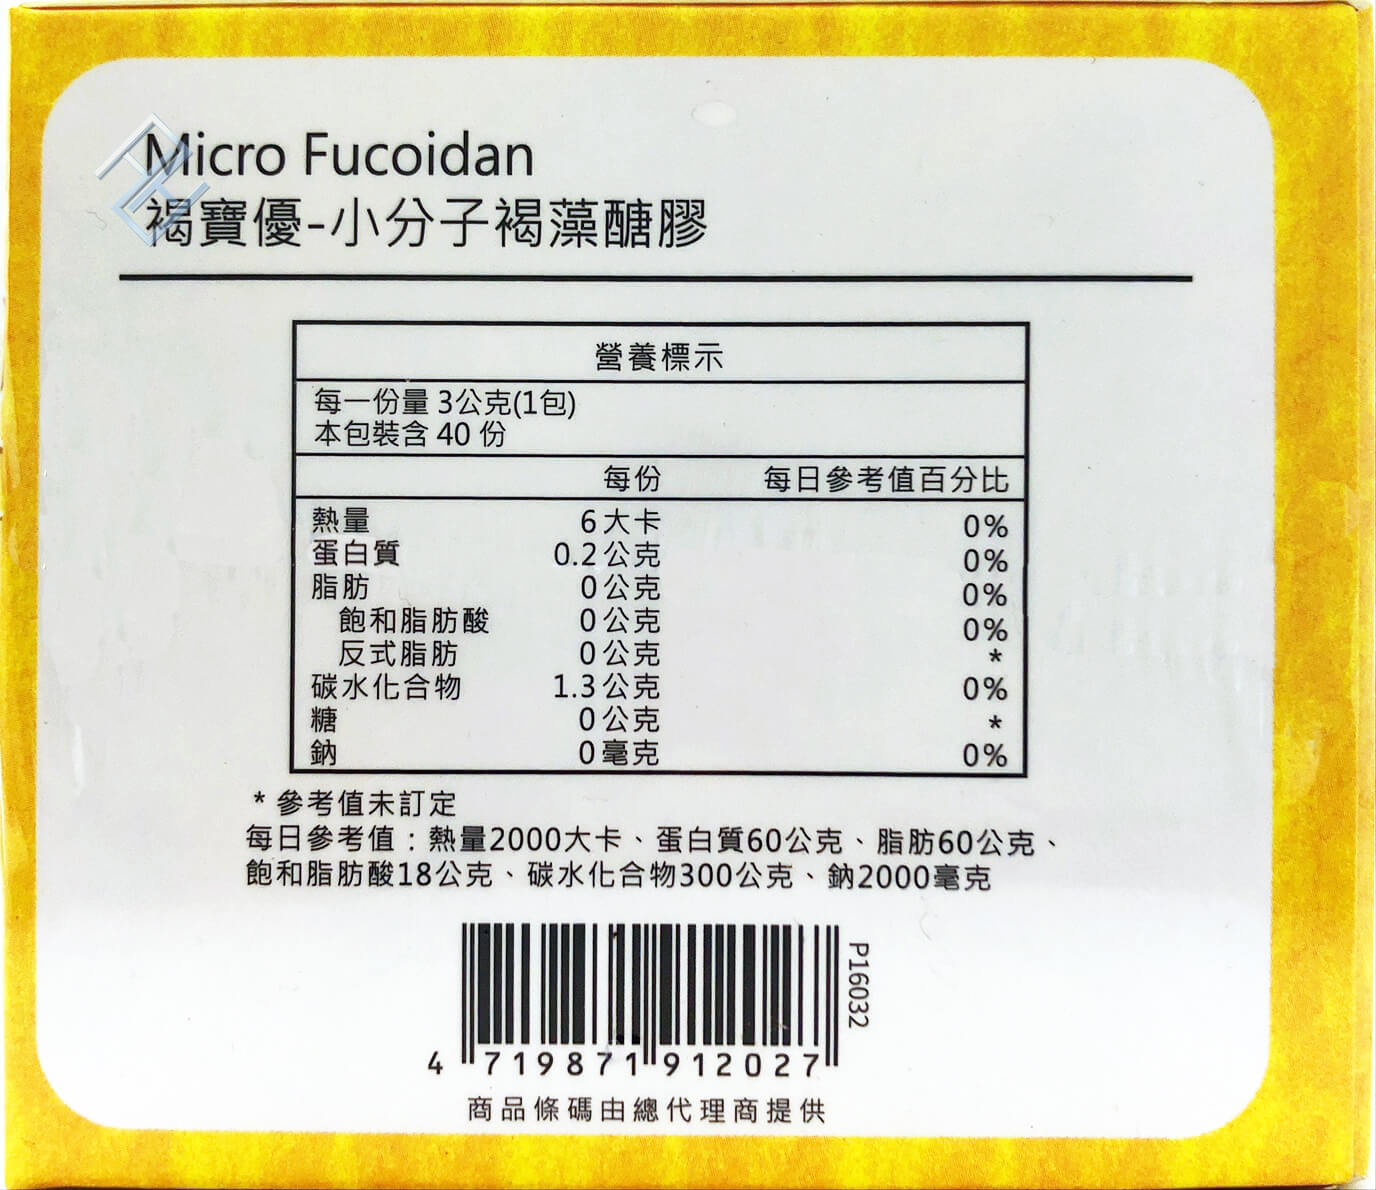 Micro Fucoidan
褐寶優-小分子褐藻醣膠
營養標示
每一份量 3公克(1包)
本包裝含 40 份
每份 每日參考值百分比
熱量 6大卡 0%
蛋白質 0.2公克 0%
脂肪 0公克 0%
飽和脂肪酸 0公克 0%
反式脂肪 0公克 *
碳水化合物 1.3公克 0%
糖 0公克 *
鈉 0毫克 0%
* 參考值未訂定
每日參考值：熱量2000大卡、蛋白質60公克、脂肪60公克、
飽和脂肪酸18公克、碳水化合物300公克、鈉2000毫克
P16032
4 719871 912027
商品條碼由總代理商提供